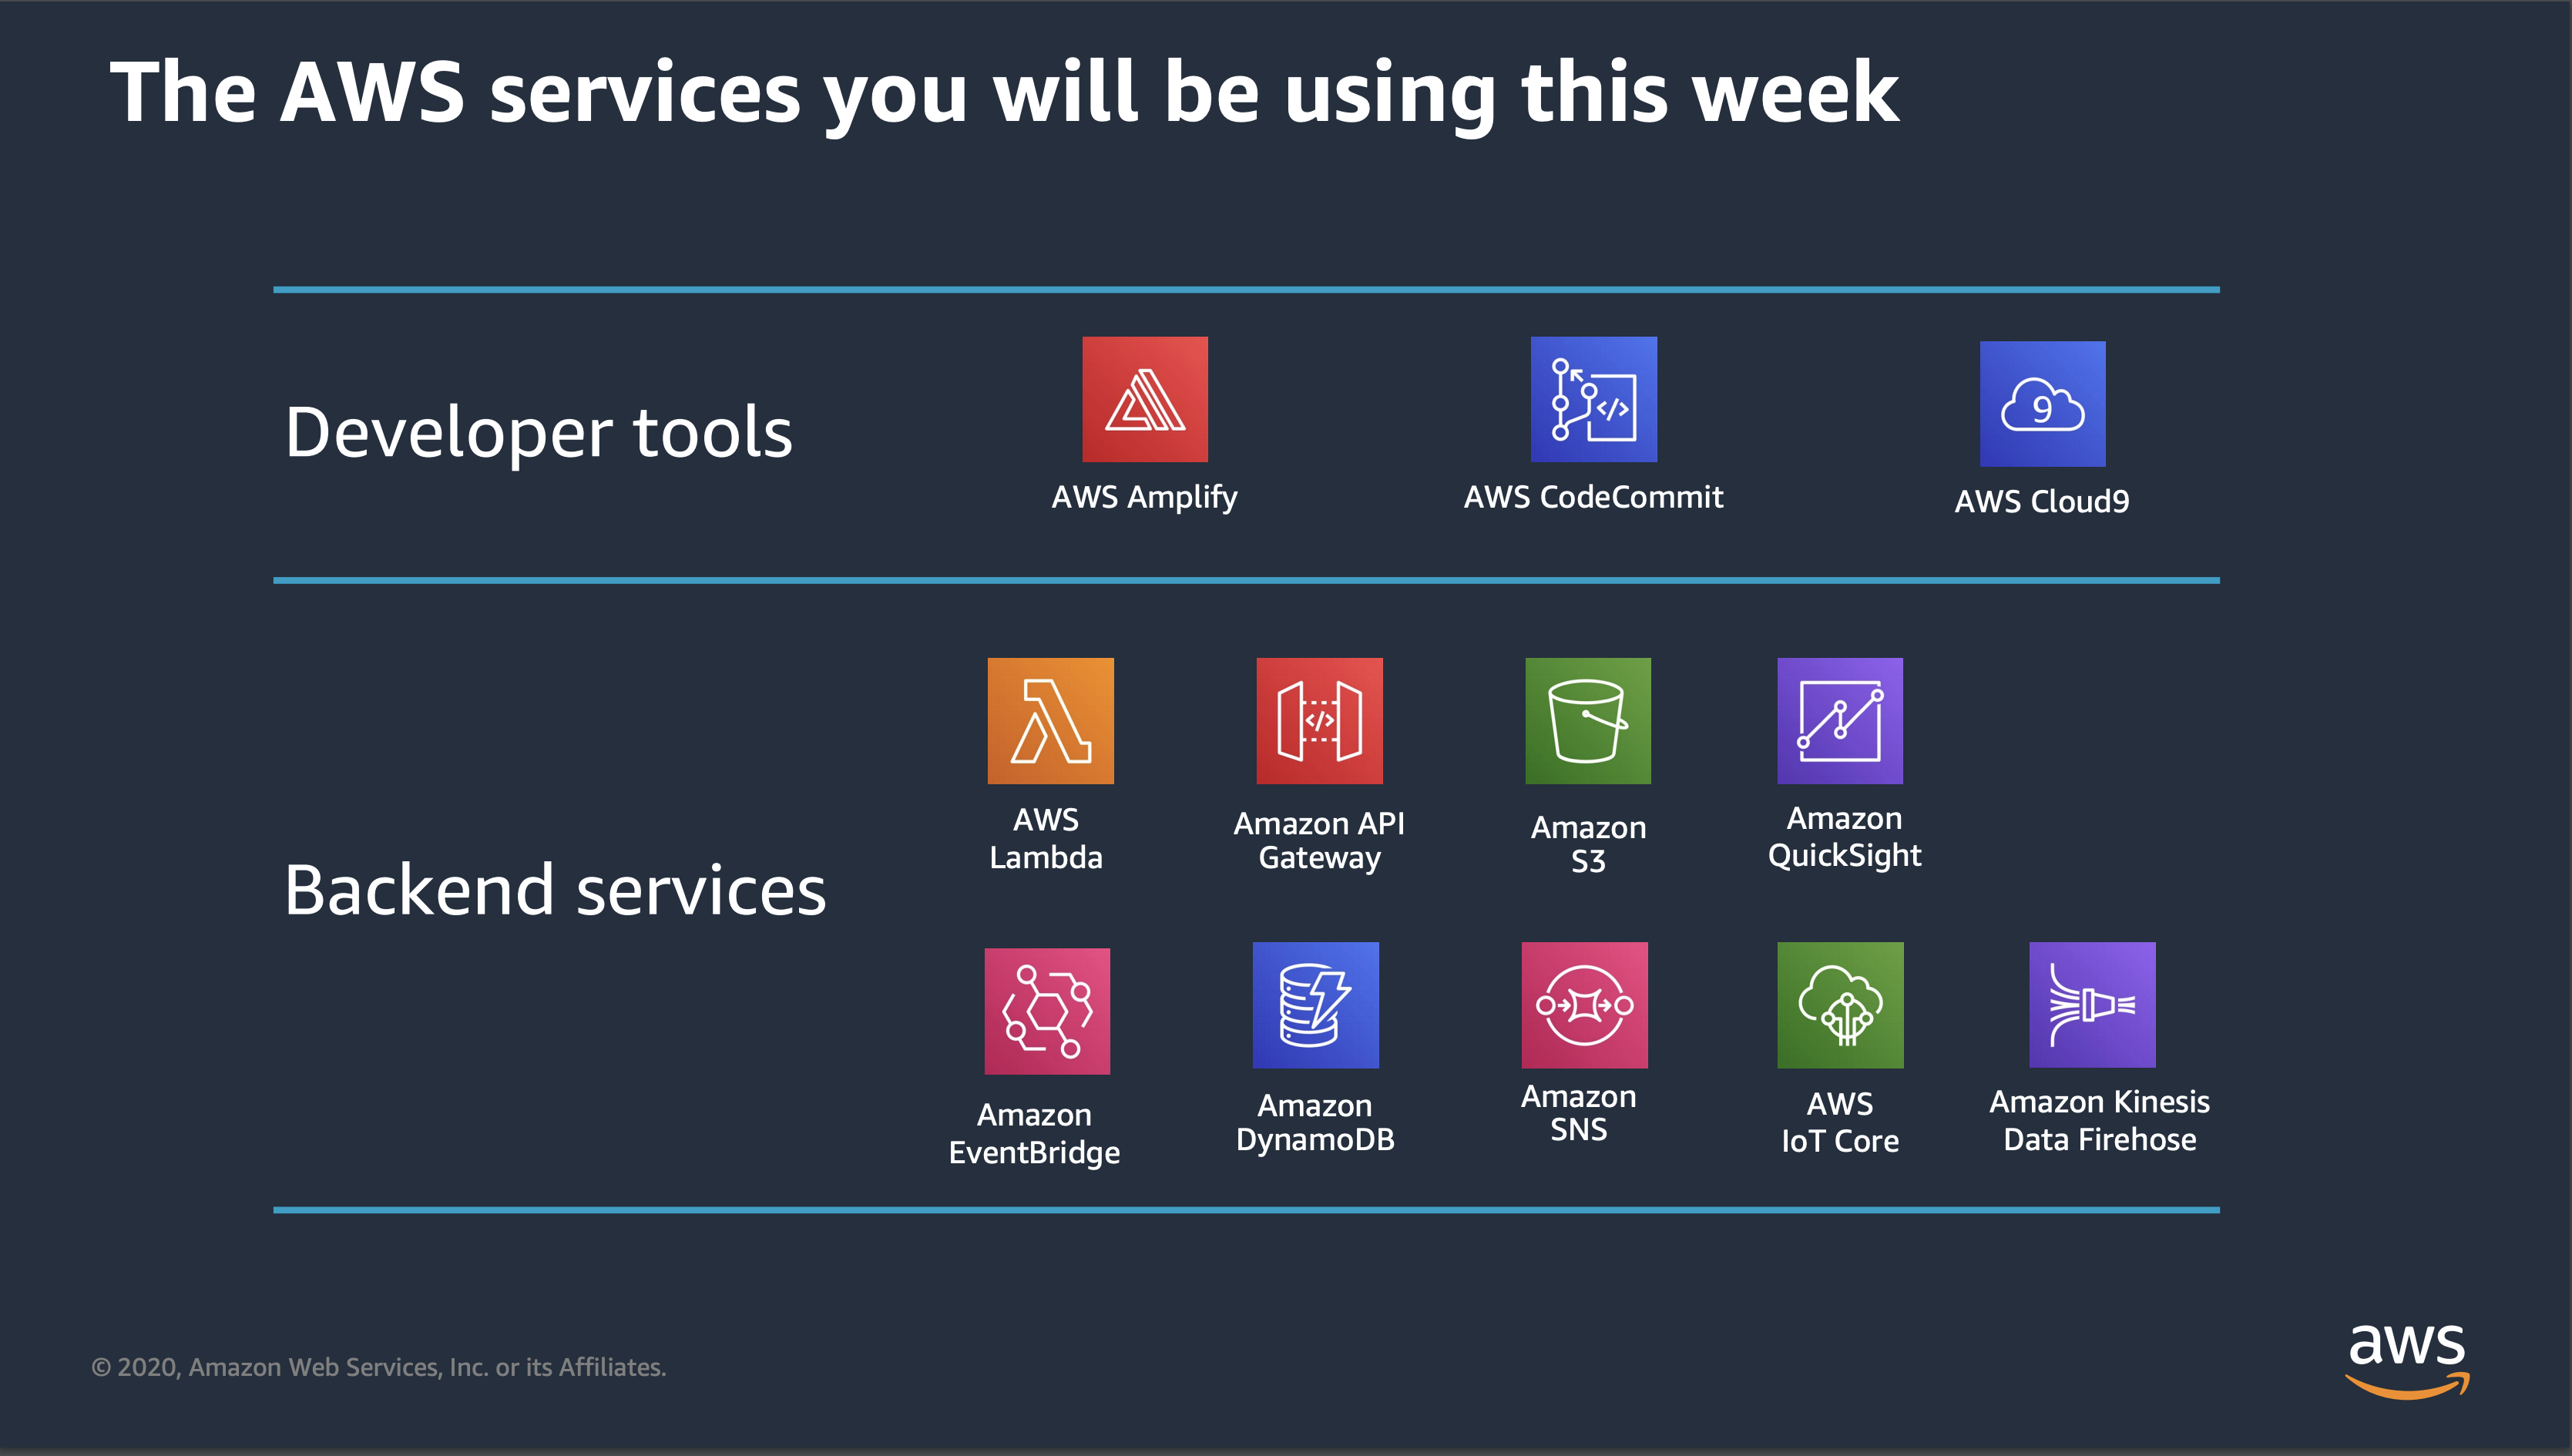 The AWS services you will be using this week
Developer tools
AWS Amplify
AWS CodeCommit
9
AWS Cloud9
Backend services
</>
AWS
Lambda
</>
Amazon API
Gateway
Amazon
S3
Amazon
QuickSight
Amazon
EventBridge
Amazon
DynamoDB
Amazon
SNS
AWS
IoT Core
Amazon Kinesis
Data Firehose
© 2020, Amazon Web Services, Inc. or its Affiliates.
aws